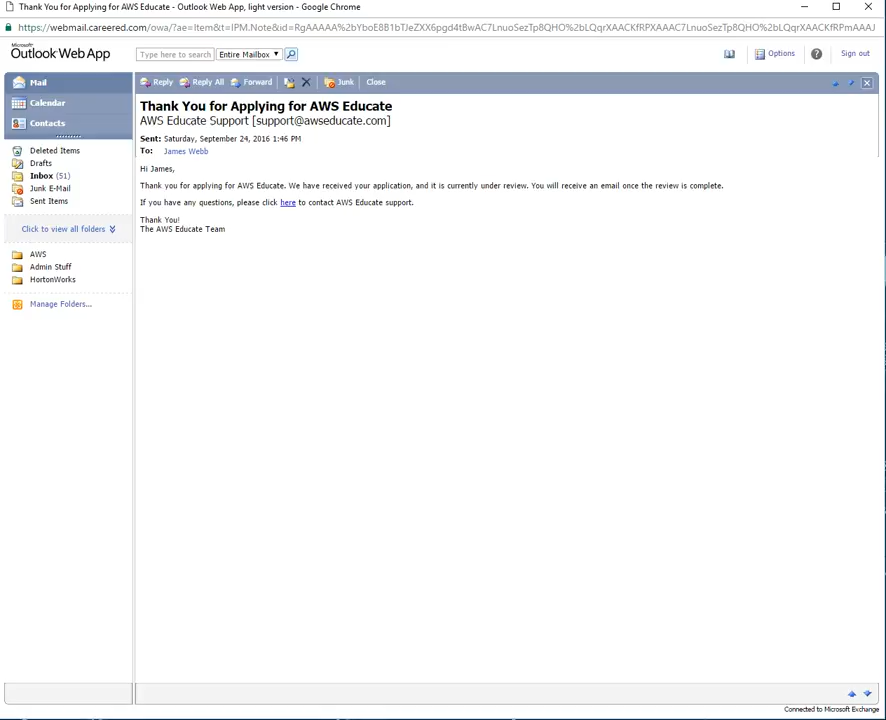 Thank You for Applying for AWS Educate - Outlook Web App, light version - Google Chrome
https://webmail.careered.com/owa/?ae=Item&t=IPM.Note&id=RgAAAAA%2bYboE8B1bTJeZXX6pgd4tBwAC7LnuoSezTp8QHO%2bLQqrXAACKfRPXAAAC7LnuoSezTp8QHO%2bLQqrXAACKfRPmAAAJ
Microsoft
Outlook Web App
Type here to search Entire Mailbox
Options
Sign out
Mail
Calendar
Contacts
Deleted Items
Drafts
Inbox (51)
Junk E-Mail
Sent Items
Click to view all folders
AWS
Admin Stuff
HortonWorks
Manage Folders...
Reply Reply All Forward Junk Close
Thank You for Applying for AWS Educate
AWS Educate Support [support@awseducate.com]
Sent: Saturday, September 24, 2016 1:46 PM
To: James Webb
Hi James,
Thank you for applying for AWS Educate. We have received your application, and it is currently under review. You will receive an email once the review is complete.
If you have any questions, please click here to contact AWS Educate support.
Thank You!
The AWS Educate Team
Connected to Microsoft Exchange